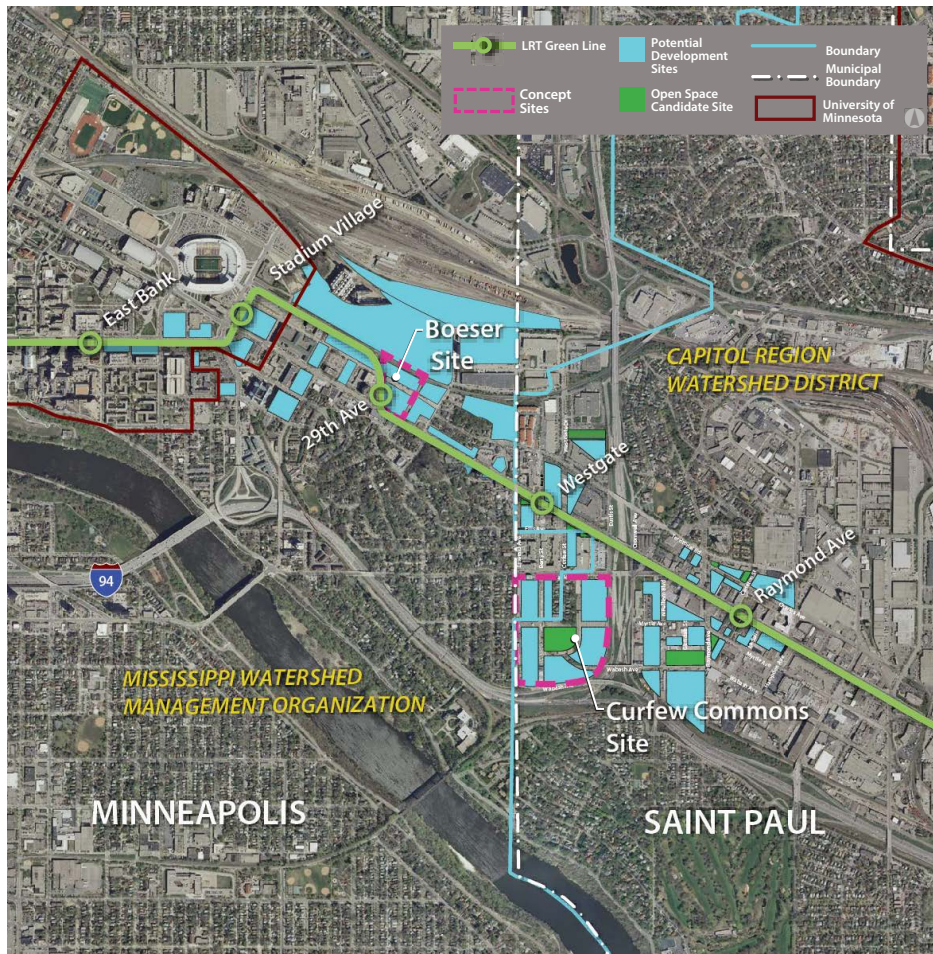 LRT Green Line
Potential
Development
Sites
Boundary
Municipal
Boundary
Concept
Sites
Open Space
Candidate Site
University of
Minnesota
Stadium Village
East Bank
Boeser
Site
CAPITOL REGION
WATERSHED DISTRICT
29th Ave
Westgate
Raymond Ave
94
Wabash Ave
MISSISSIPPI WATERSHED
MANAGEMENT ORGANIZATION
Curfew Commons
Site
MINNEAPOLIS
SAINT PAUL